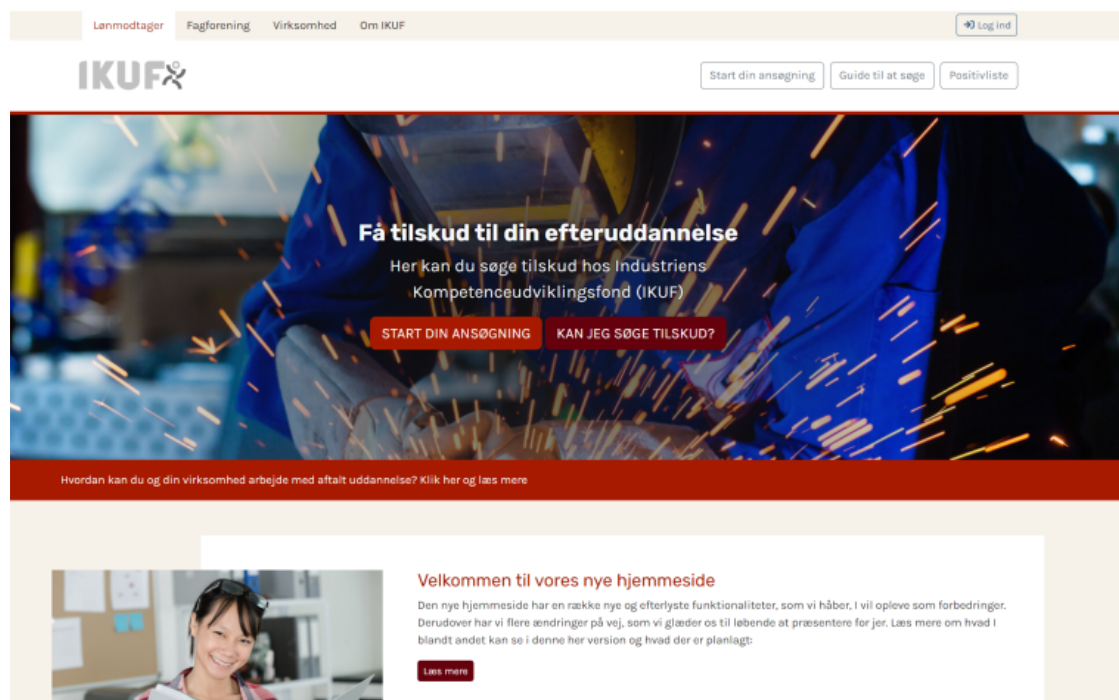 Lønmodtager Fagforening Virksomhed Om IKUF Log ind
IKUF Start din ansøgning Guide til at søge Positivliste
Få tilskud til din efteruddannelse
Her kan du søge tilskud hos Industriens
Kompetenceudviklingsfond (IKUF)
START DIN ANSØGNING KAN JEG SØGE TILSKUD?
Hvordan kan du og din virksomhed arbejde med aftalt uddannelse? Klik her og læs mere
Velkommen til vores nye hjemmeside
Den nye hjemmeside har en række nye og efterlyste funktionaliteter, som vi håber, I vil opleve som forbedringer.
Derudover har vi flere ændringer på vej, som vi glæder os til løbende at præsentere for jer. Læs mere om hvad I
blandt andet kan se i denne her version og hvad der er planlagt:
Læs mere